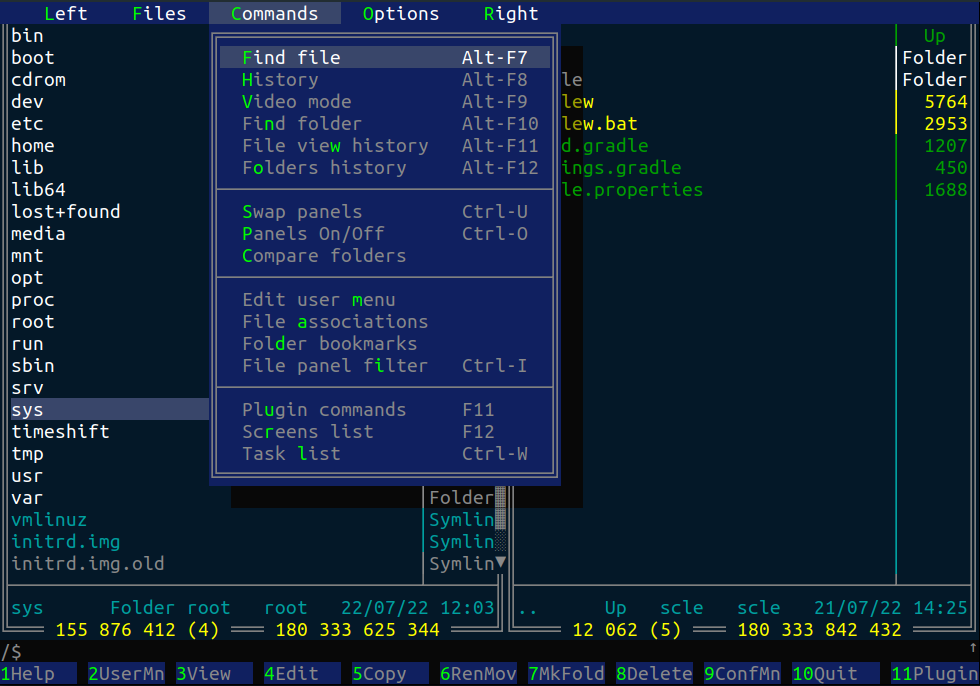 Left Files Commands Options Right
bin Up
boot Find file Alt-F7 Folder
cdrom History Alt-F8 le Folder
dev Video mode Alt-F9 lew 5764
etc Find folder Alt-F10 lew.bat 2953
home File view history Alt-F11 d.gradle 1207
lib Folders history Alt-F12 ings.gradle 450
lib64 le.properties 1688
lost+found Swap panels Ctrl-U
media Panels On/Off Ctrl-O
mnt Compare folders
opt
proc Edit user menu
root File associations
run Folder bookmarks
sbin File panel filter Ctrl-I
srv
sys Plugin commands F11
timeshift Screens list F12
tmp Task list Ctrl-W
usr
var Folder
vmlinuz Symlin
initrd.img Symlin
initrd.img.old Symlin
sys Folder root root 22/07/22 12:03 .. Up scle scle 21/07/22 14:25
155 876 412 (4) 180 333 625 344 12 062 (5) 180 333 842 432
/$
1Help 2UserMn 3View 4Edit 5Copy 6RenMov 7MkFold 8Delete 9ConfMn 10Quit 11Plugin